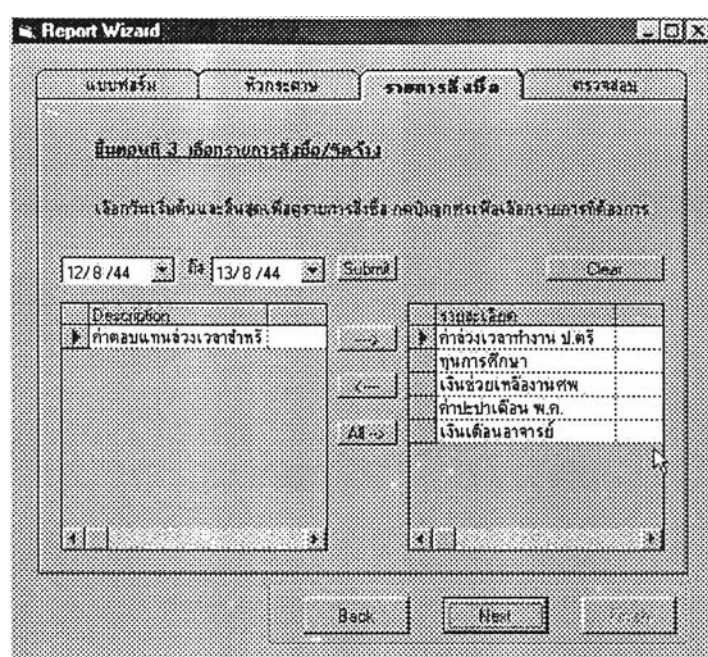 Report Wizard
แบบฟอร์ม หัวกระดาษ รายการสั่งซื้อ ตรวจสอบ
ขั้นตอนที่ 3 เลือกรายการสั่งซื้อ/จัดจ้าง
เลือกวันเริ่มต้นและสิ้นสุดเพื่อดูรายการสั่งซื้อ กดปุ่มลูกศรเพื่อเลือกรายการที่ต้องการ
12/8 /44 ถึง 13/8 /44 Submit Clear
Description รายละเอียด
ค่าตอบแทนล่วงเวลาสำหรั ---> ค่าล่วงเวลาทำงาน ป.ตรี
ทุนการศึกษา
<--- เงินช่วยเหลืองานศพ
ค่าปะปาเดือน พ.ค.
All --> เงินเดือนอาจารย์
Back Next Finish